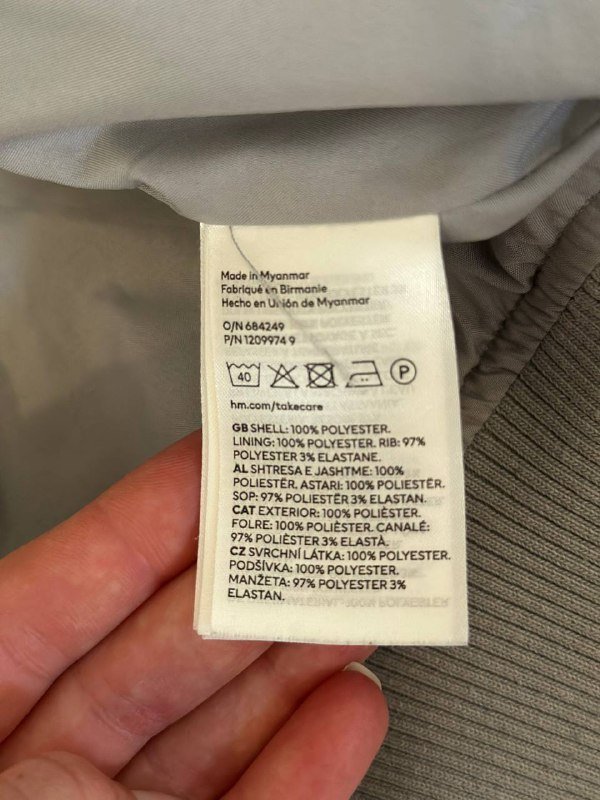 Made in Myanmar
Fabriqué en Birmanie
Hecho en Unión de Myanmar
O/N 684249
P/N 1209974 9
40
P
hm.com/takecare
GB SHELL: 100% POLYESTER.
LINING: 100% POLYESTER. RIB: 97%
POLYESTER 3% ELASTANE.
AL SHTRESA E JASHTME: 100%
POLIESTËR. ASTARI: 100% POLIESTËR.
SOP: 97% POLIESTËR 3% ELASTAN.
CAT EXTERIOR: 100% POLIÈSTER.
FOLRE: 100% POLIÈSTER. CANALÉ:
97% POLIÈSTER 3% ELASTÀ.
CZ SVRCHNÍ LÁTKA: 100% POLYESTER.
PODŠÍVKA: 100% POLYESTER.
MANŽETA: 97% POLYESTER 3%
ELASTAN.